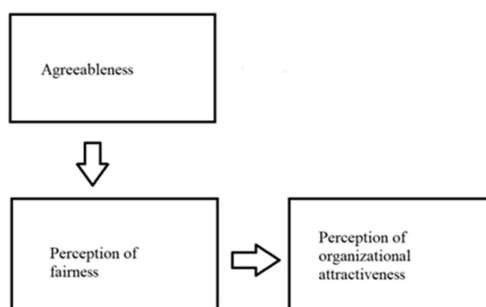 Agreeableness
Perception of
fairness
Perception of
organizational
attractiveness